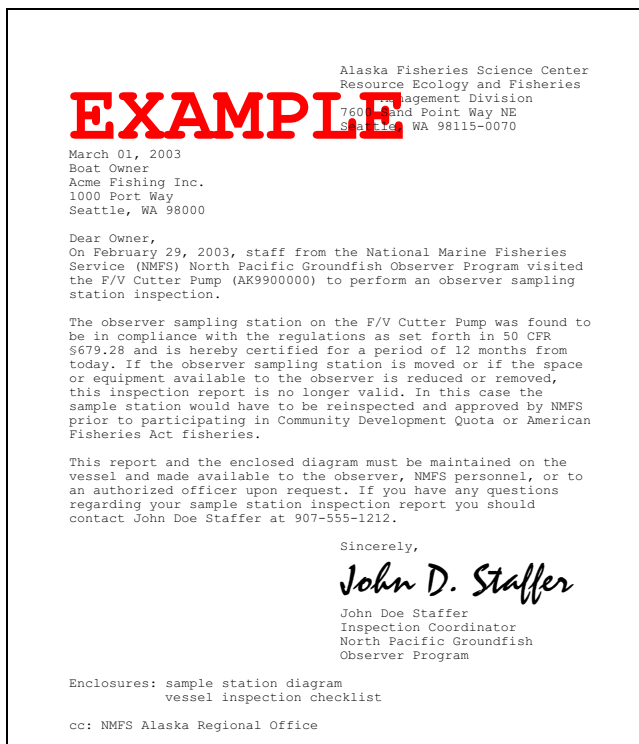 Alaska Fisheries Science Center
Resource Ecology and Fisheries
Management Division
7600 Sand Point Way NE
Seattle, WA 98115-0070
EXAMPLE
March 01, 2003
Boat Owner
Acme Fishing Inc.
1000 Port Way
Seattle, WA 98000
Dear Owner,
On February 29, 2003, staff from the National Marine Fisheries
Service (NMFS) North Pacific Groundfish Observer Program visited
the F/V Cutter Pump (AK9900000) to perform an observer sampling
station inspection.
The observer sampling station on the F/V Cutter Pump was found to
be in compliance with the regulations as set forth in 50 CFR
§679.28 and is hereby certified for a period of 12 months from
today. If the observer sampling station is moved or if the space
or equipment available to the observer is reduced or removed,
this inspection report is no longer valid. In this case the
sample station would have to be reinspected and approved by NMFS
prior to participating in Community Development Quota or American
Fisheries Act fisheries.
This report and the enclosed diagram must be maintained on the
vessel and made available to the observer, NMFS personnel, or to
an authorized officer upon request. If you have any questions
regarding your sample station inspection report you should
contact John Doe Staffer at 907-555-1212.
Sincerely,
John D. Staffer
John Doe Staffer
Inspection Coordinator
North Pacific Groundfish
Observer Program
Enclosures: sample station diagram
vessel inspection checklist
cc: NMFS Alaska Regional Office